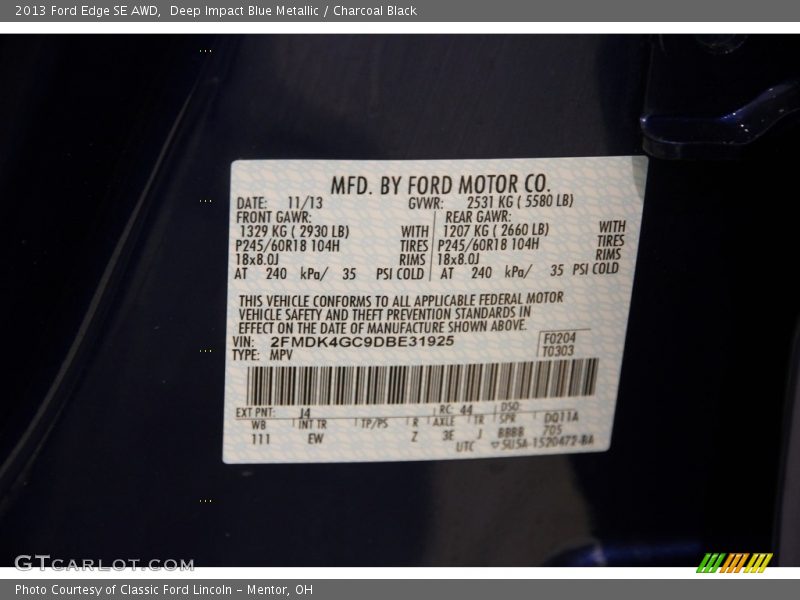 2013 Ford Edge SE AWD,  Deep Impact Blue Metallic / Charcoal Black
MFD. BY FORD MOTOR CO.
DATE: 11/13 GVWR: 2531 KG ( 5580 LB)
FRONT GAWR: REAR GAWR:
1329 KG ( 2930 LB) WITH 1207 KG ( 2660 LB) WITH
P245/60R18 104H TIRES P245/60R18 104H TIRES
18x8.0J RIMS 18x8.0J RIMS
AT 240 kPa/ 35 PSI COLD AT 240 kPa/ 35 PSI COLD
THIS VEHICLE CONFORMS TO ALL APPLICABLE FEDERAL MOTOR
VEHICLE SAFETY AND THEFT PREVENTION STANDARDS IN
EFFECT ON THE DATE OF MANUFACTURE SHOWN ABOVE.
VIN: 2FMDK4GC9DBE31925 F0204
TYPE: MPV T0303
EXT PNT: J4 RC: 44 DSO:
WB INT TR TP/PS R AXLE TR SPR DQ11A
111 EW Z 3E J BBBB 705
UTC
GTCARLOT.COM
Photo Courtesy of Classic Ford Lincoln - Mentor, OH